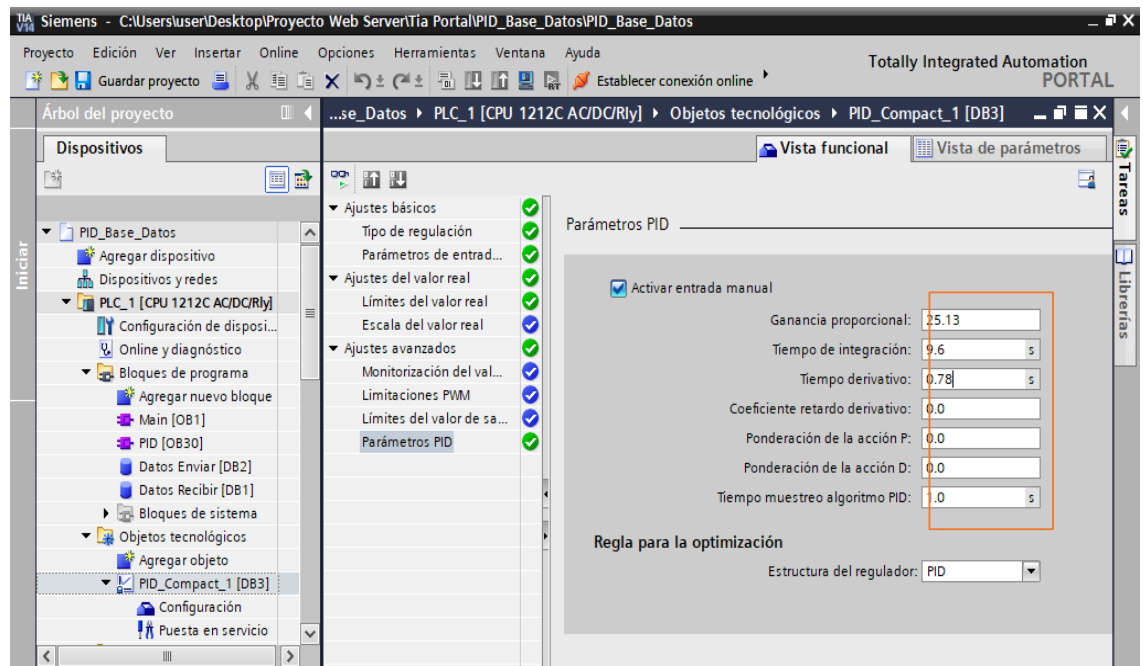 TIA V14 Siemens - C:\Users\user\Desktop\Proyecto Web Server\Tia Portal\PID_Base_Datos\PID_Base_Datos
Proyecto Edición Ver Insertar Online Opciones Herramientas Ventana Ayuda
Totally Integrated Automation
PORTAL
Guardar proyecto
Establecer conexión online
Árbol del proyecto
...se_Datos PLC_1 [CPU 1212C AC/DC/Rly] Objetos tecnológicos PID_Compact_1 [DB3]
Dispositivos
Vista funcional
Vista de parámetros
Iniciar
PID_Base_Datos
Agregar dispositivo
Dispositivos y redes
PLC_1 [CPU 1212C AC/DC/Rly]
Configuración de disposi...
Online y diagnóstico
Bloques de programa
Agregar nuevo bloque
Main [OB1]
PID [OB30]
Datos Enviar [DB2]
Datos Recibir [DB1]
Bloques de sistema
Objetos tecnológicos
Agregar objeto
PID_Compact_1 [DB3]
Configuración
Puesta en servicio
Ajustes básicos
Tipo de regulación
Parámetros de entrad...
Ajustes del valor real
Límites del valor real
Escala del valor real
Ajustes avanzados
Monitorización del val...
Limitaciones PWM
Límites del valor de sa...
Parámetros PID
Parámetros PID
Activar entrada manual
Ganancia proporcional: 25.13
Tiempo de integración: 9.6 s
Tiempo derivativo: 0.78 s
Coeficiente retardo derivativo: 0.0
Ponderación de la acción P: 0.0
Ponderación de la acción D: 0.0
Tiempo muestreo algoritmo PID: 1.0 s
Regla para la optimización
Estructura del regulador: PID
Tareas
Librerías